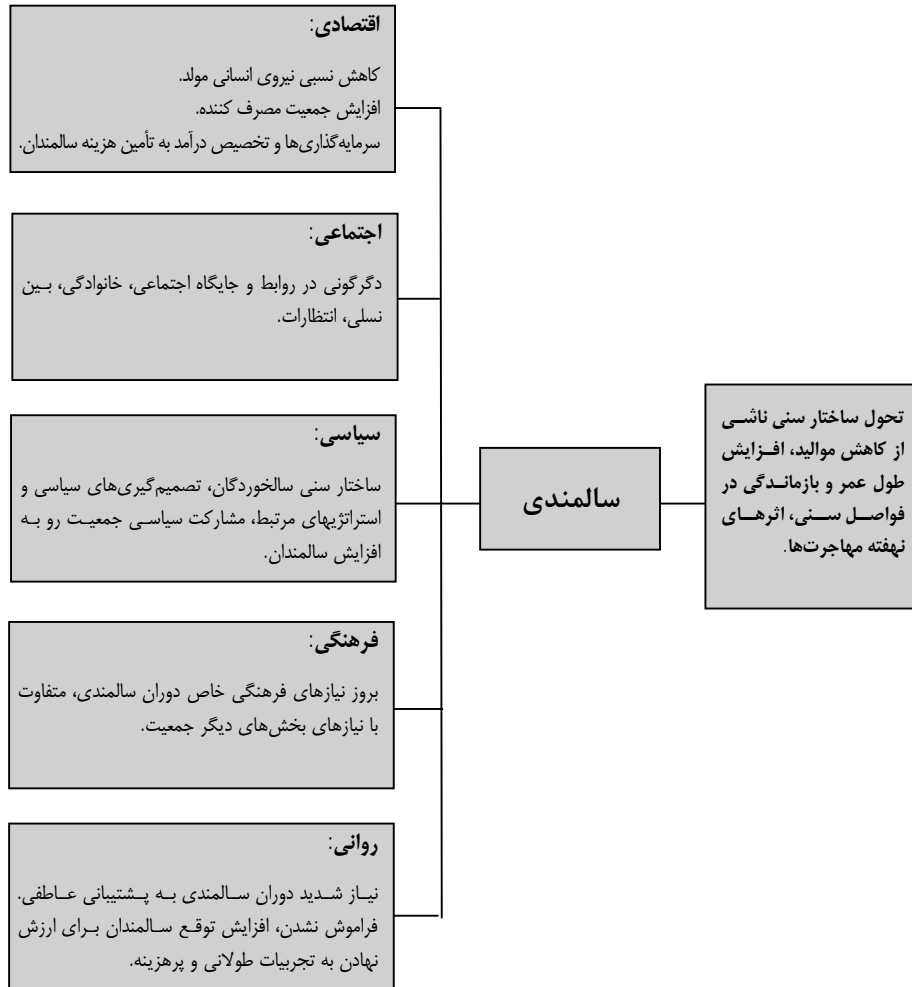 اقتصادی:
کاهش نسبی نیروی انسانی مولد.
افزایش جمعیت مصرف کننده.
سرمایه‌گذاری‌ها و تخصیص درآمد به تأمین هزینه سالمندان.
اجتماعی:
دگرگونی در روابط و جایگاه اجتماعی، خانوادگی، بین
نسلی، انتظارات.
سیاسی:
ساختار سنی سالخوردگان، تصمیم‌گیری‌های سیاسی و
استراتژیهای مرتبط، مشارکت سیاسی جمعیت رو به
افزایش سالمندان.
فرهنگی:
بروز نیازهای فرهنگی خاص دوران سالمندی، متفاوت
با نیازهای بخش‌های دیگر جمعیت.
روانی:
نیاز شدید دوران سالمندی به پشتیبانی عاطفی.
فراموش نشدن، افزایش توقع سالمندان برای ارزش
نهادن به تجربیات طولانی و پرهزینه.
سالمندی
تحول ساختار سنی ناشی
از کاهش موالید، افزایش
طول عمر و بازماندگی در
فواصل سنی، اثرهای
نهفته مهاجرت‌ها.